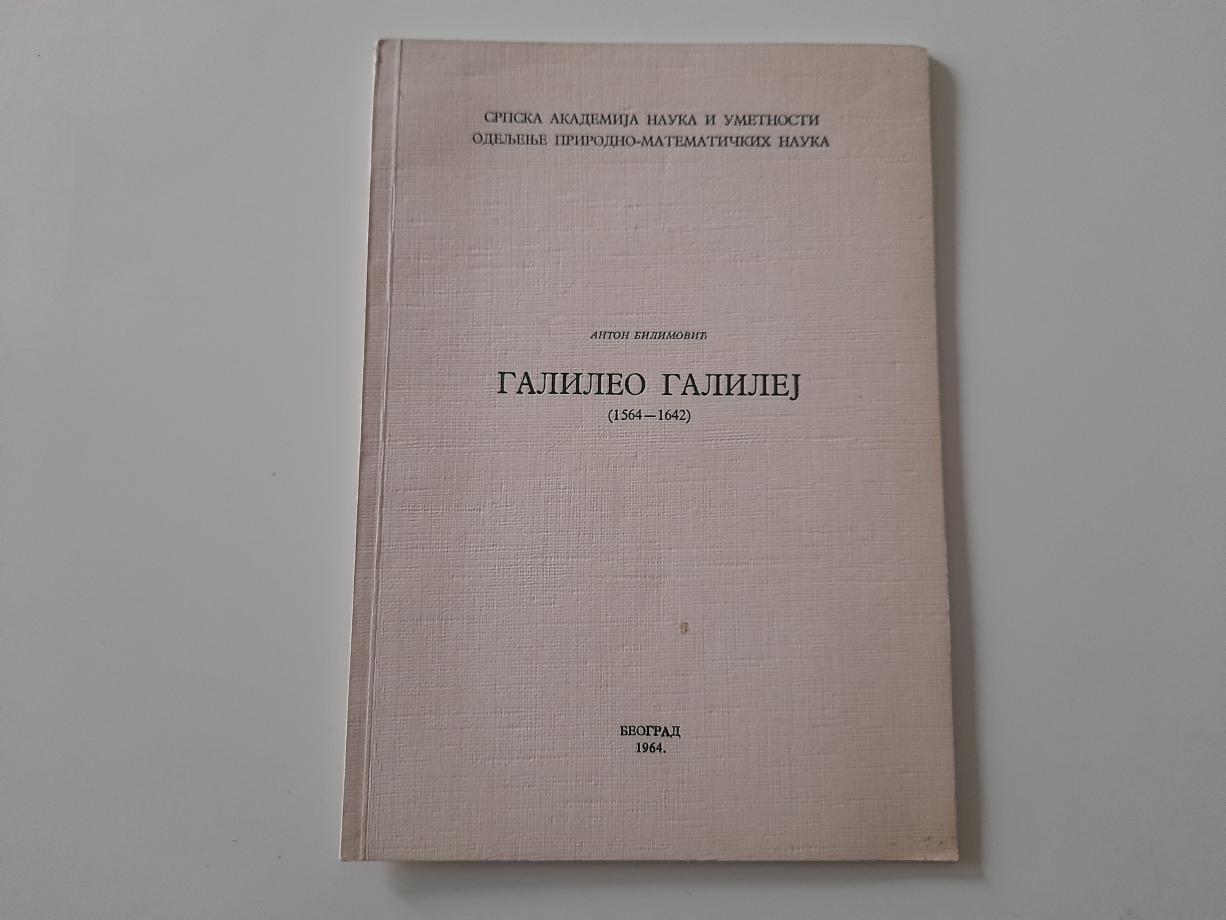 СРПСКА АКАДЕМИЈА НАУКА И УМЕТНОСТИ
ОДЕЉЕЊЕ ПРИРОДНО-МАТЕМАТИЧКИХ НАУКА
АНТОН БИЛИМОВИЋ
ГАЛИЛЕО ГАЛИЛЕЈ
(1564—1642)
БЕОГРАД
1964.